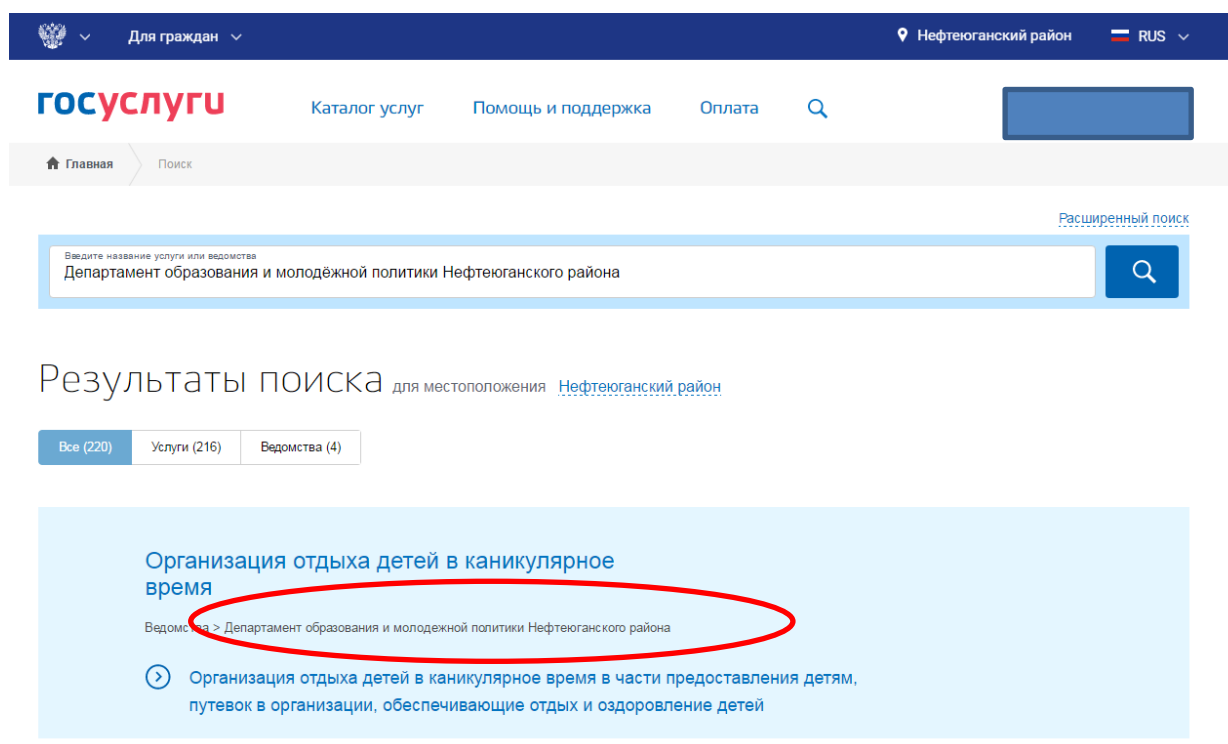 Для граждан
Нефтеюганский район
RUS
госуслуги
Каталог услуг
Помощь и поддержка
Оплата
Главная
Поиск
Расширенный поиск
Введите название услуги или ведомства
Департамент образования и молодёжной политики Нефтеюганского района
Результаты поиска для местоположения Нефтеюганский район
Все (220)
Услуги (216)
Ведомства (4)
Организация отдыха детей в каникулярное
время
Ведомства > Департамент образования и молодежной политики Нефтеюганского района
Организация отдыха детей в каникулярное время в части предоставления детям,
путевок в организации, обеспечивающие отдых и оздоровление детей